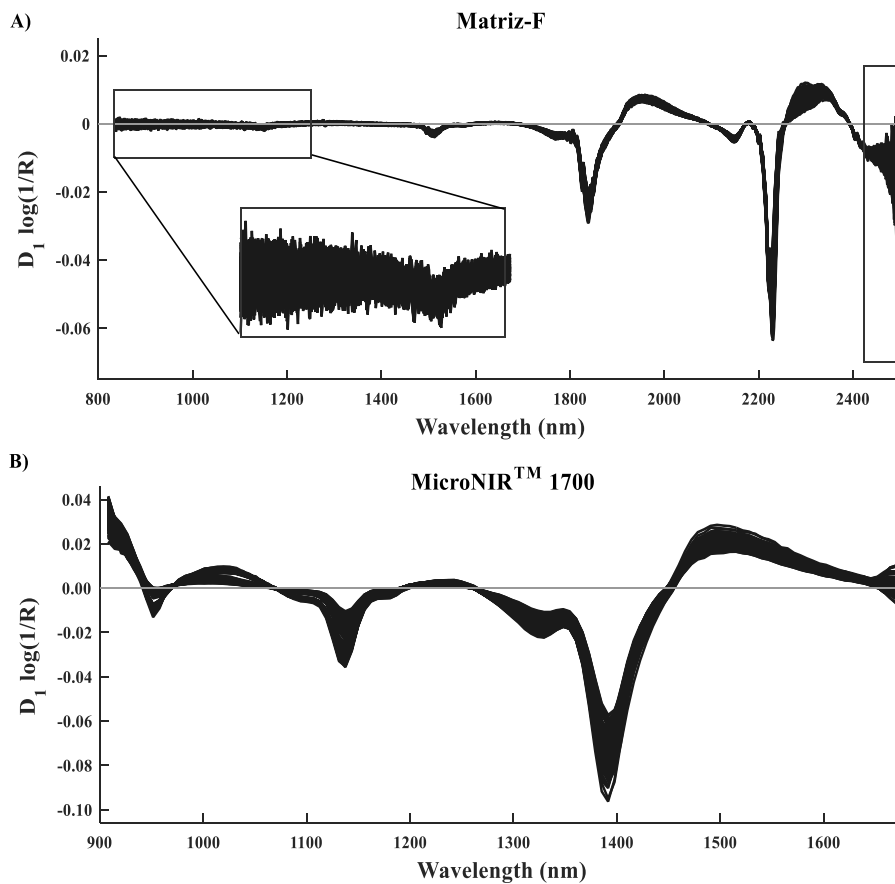 A)
Matriz-F
0.02
0
-0.02
-0.04
-0.06
D1 log(1/R)
800 1000 1200 1400 1600 1800 2000 2200 2400
Wavelength (nm)
B)
MicroNIR™ 1700
0.04
0.02
0.00
-0.02
-0.04
-0.06
-0.08
-0.10
D1 log(1/R)
900 1000 1100 1200 1300 1400 1500 1600
Wavelength (nm)